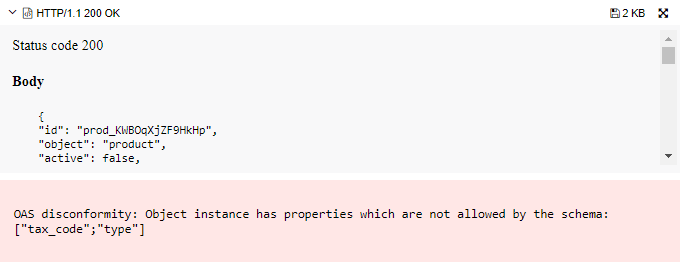 HTTP/1.1 200 OK 2 KB
Status code 200
Body
{
"id": "prod_KWBOqXjZF9HkHp",
"object": "product",
"active": false,
OAS disconformity: Object instance has properties which are not allowed by the schema:
["tax_code";"type"]